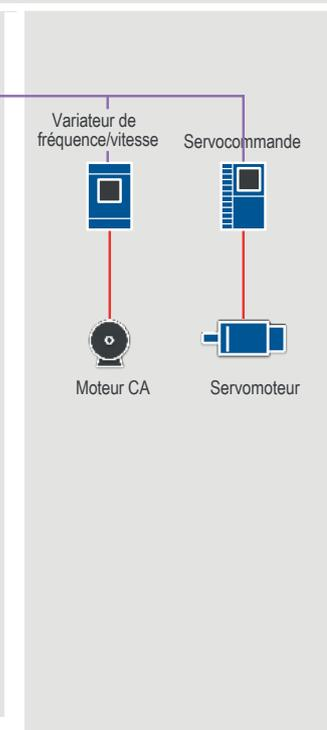 Variateur de
fréquence/vitesse
Servocommande
Moteur CA
Servomoteur